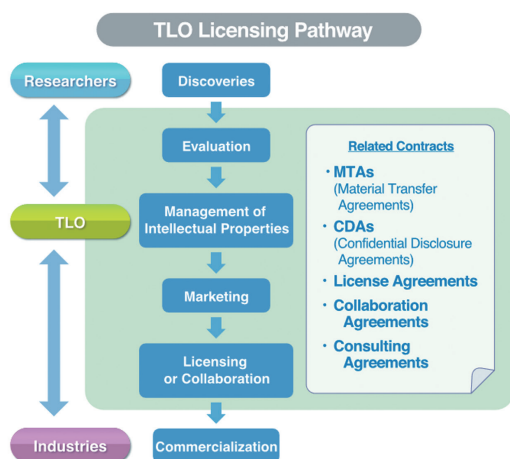 TLO Licensing Pathway
Researchers
Discoveries
Evaluation
TLO
Management of
Intellectual Properties
Marketing
Licensing
or Collaboration
Industries
Commercialization
Related Contracts
・MTAs
(Material Transfer
Agreements)
・CDAs
(Confidential Disclosure
Agreements)
・License Agreements
・Collaboration
Agreements
・Consulting
Agreements